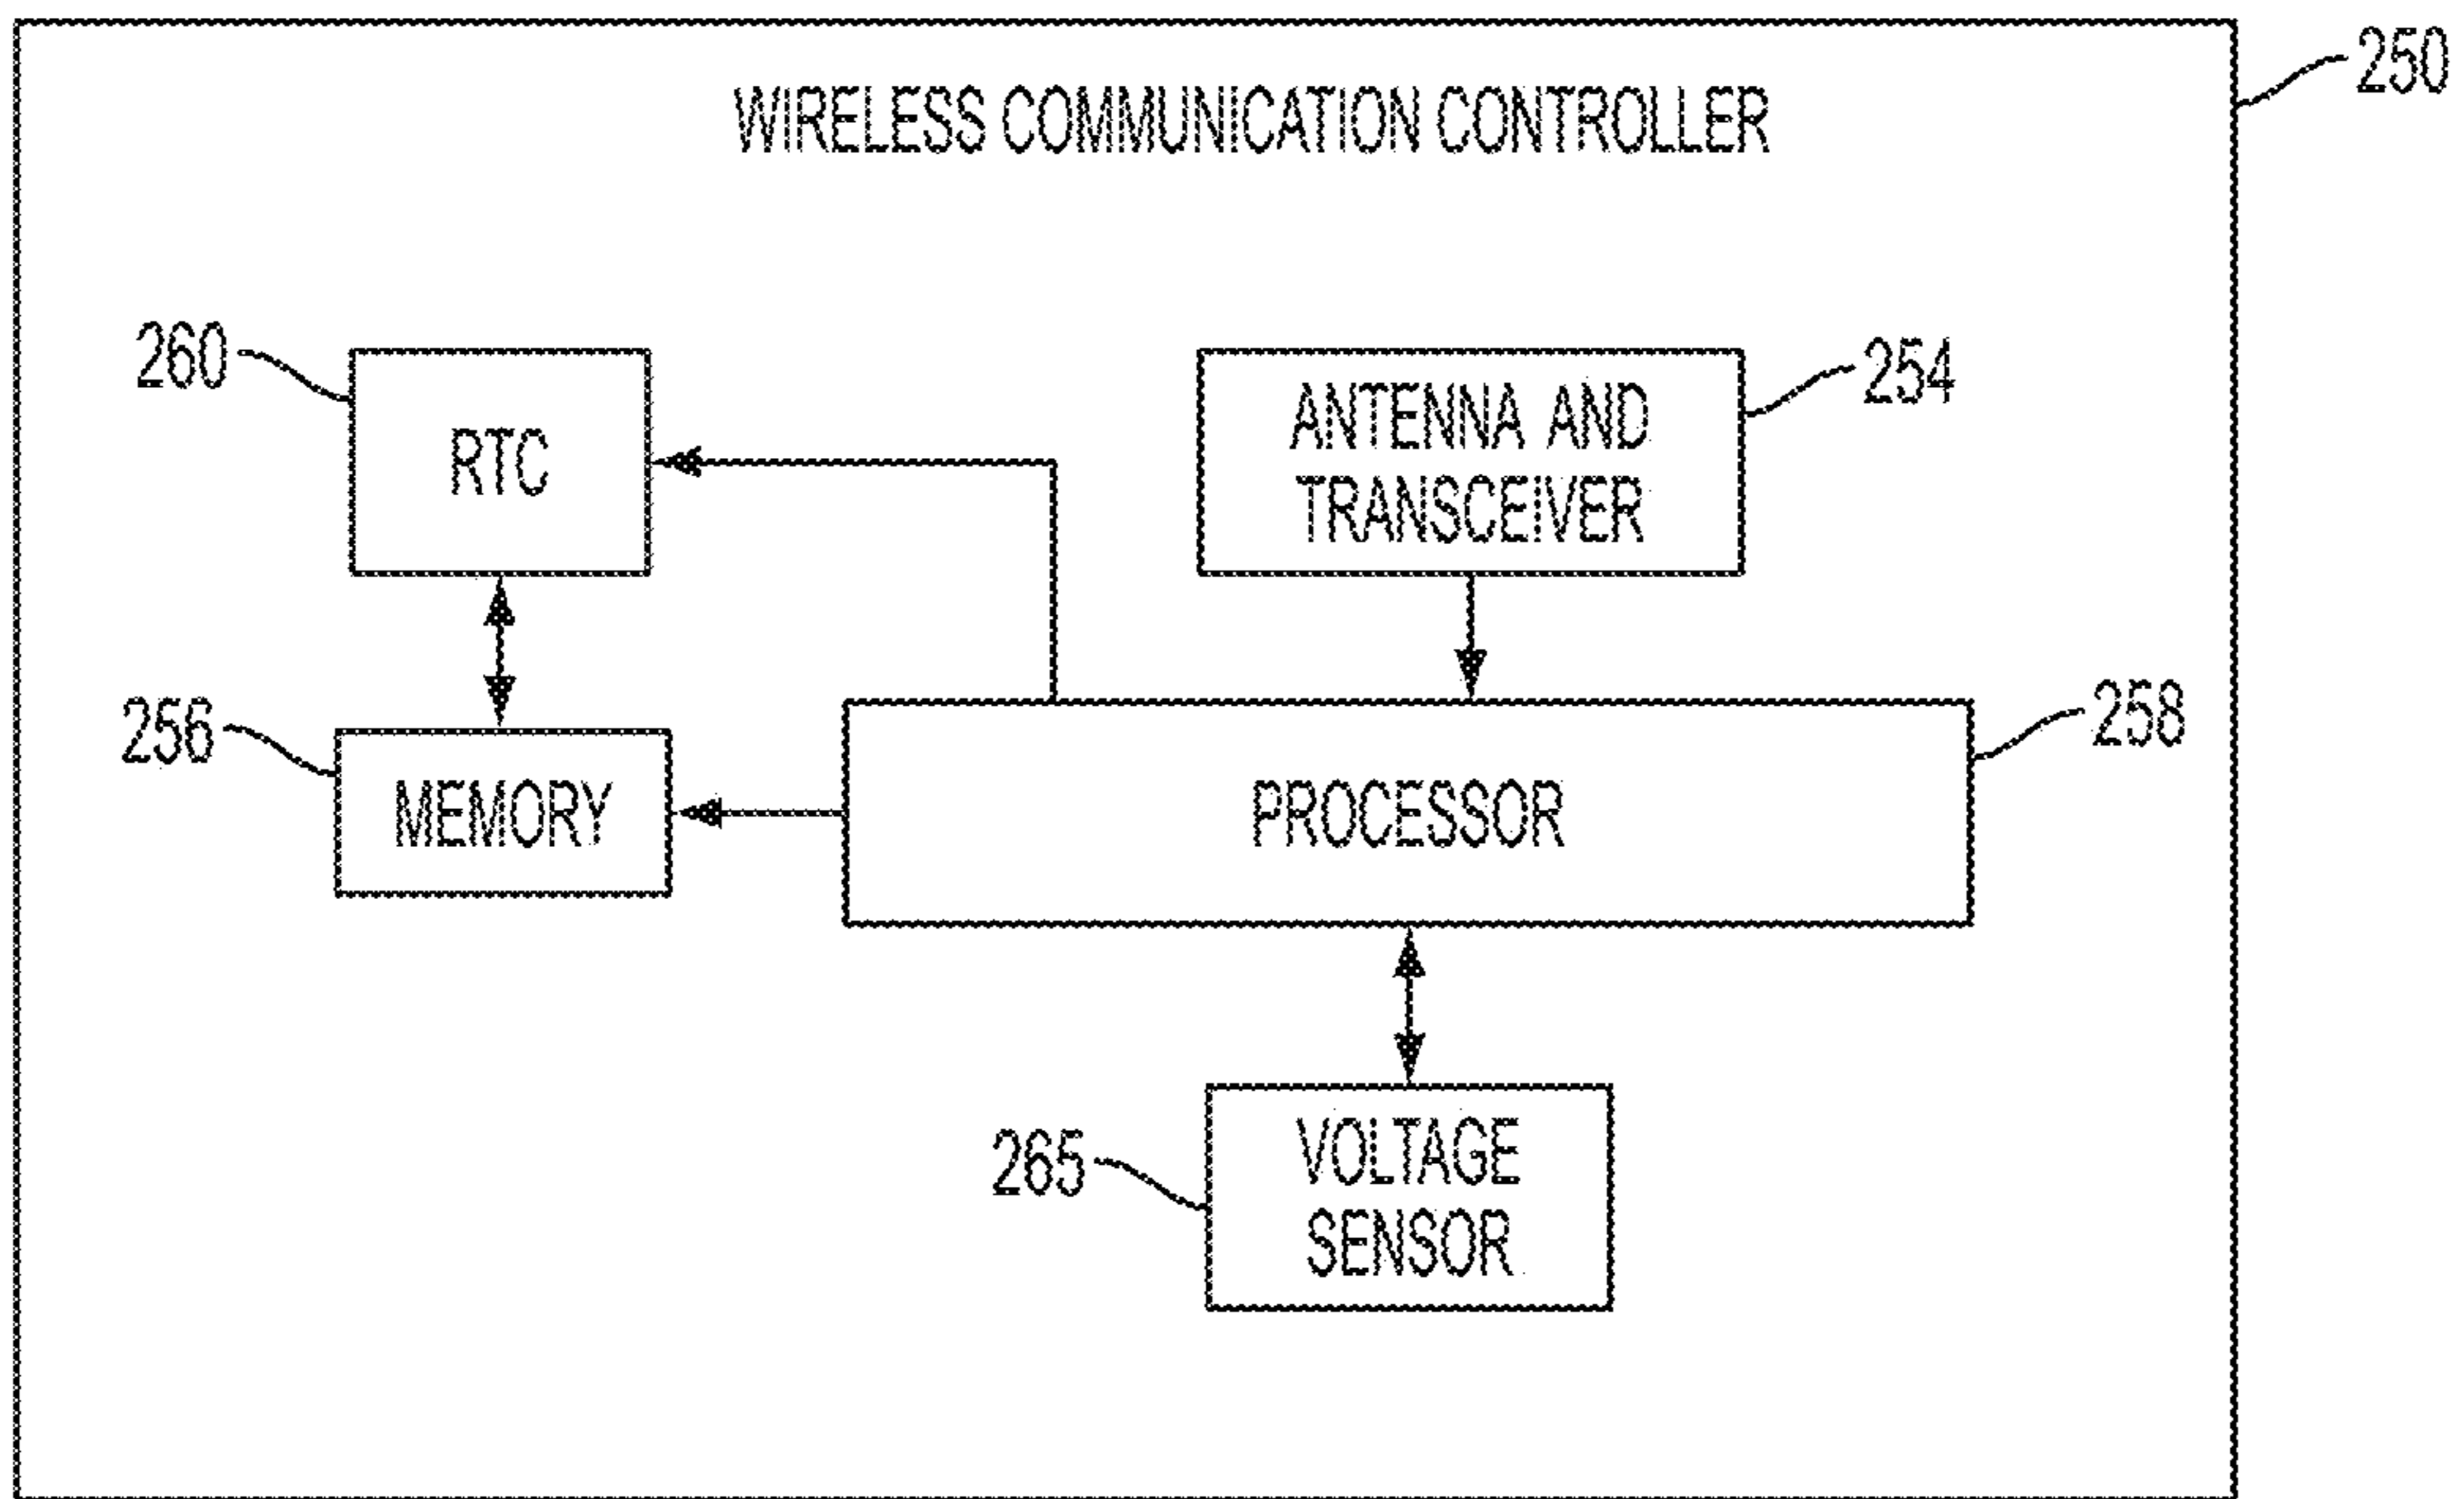 250
WIRELESS COMMUNICATION CONTROLLER
260
RTC
ANTENNA AND
TRANSCEIVER
254
256
MEMORY
PROCESSOR
258
265
VOLTAGE
SENSOR